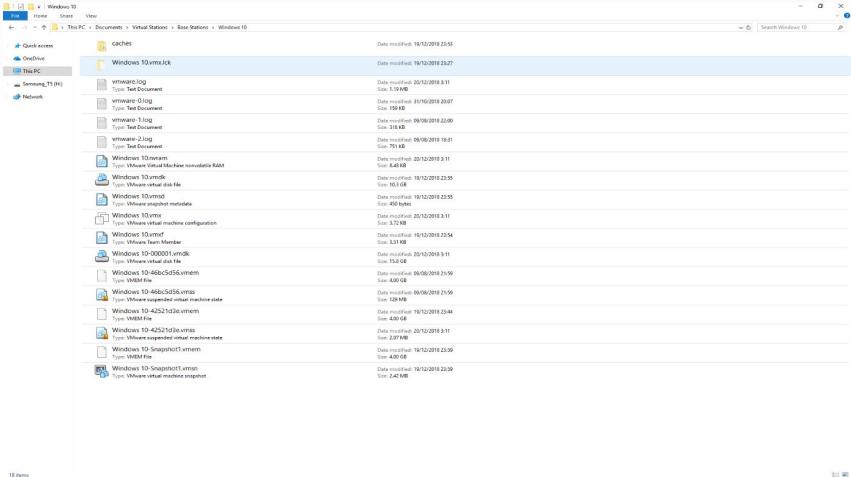 Windows 10
File Home Share View
This PC > Documents > Virtual Stations > Base Stations > Windows 10
Search Windows 10
Quick access
OneDrive
This PC
Samsung_T5 (H:)
Network
caches Date modified: 19/12/2018 23:53
Windows 10.vmx.lck Date modified: 19/12/2018 23:27
vmware.log Date modified: 20/12/2018 3:11
Type: Text Document Size: 1.19 MB
vmware-0.log Date modified: 31/10/2018 20:07
Type: Text Document Size: 159 KB
vmware-1.log Date modified: 09/08/2018 22:00
Type: Text Document Size: 318 KB
vmware-2.log Date modified: 09/08/2018 18:31
Type: Text Document Size: 751 KB
Windows 10.nvram Date modified: 20/12/2018 3:11
Type: VMware Virtual Machine nonvolatile RAM Size: 8.48 KB
Windows 10.vmdk Date modified: 19/12/2018 23:55
Type: VMware virtual disk file Size: 10.3 GB
Windows 10.vmsd Date modified: 19/12/2018 23:55
Type: VMware snapshot metadata Size: 450 bytes
Windows 10.vmx Date modified: 20/12/2018 3:11
Type: VMware virtual machine configuration Size: 3.72 KB
Windows 10.vmxf Date modified: 19/12/2018 23:54
Type: VMware Team Member Size: 3.31 KB
Windows 10-000001.vmdk Date modified: 20/12/2018 3:11
Type: VMware virtual disk file Size: 15.8 GB
Windows 10-46bc5d56.vmem Date modified: 09/08/2018 21:59
Type: VMEM File Size: 4.00 GB
Windows 10-46bc5d56.vmss Date modified: 09/08/2018 21:59
Type: VMware suspended virtual machine state Size: 129 MB
Windows 10-42521d3e.vmem Date modified: 19/12/2018 23:44
Type: VMEM File Size: 4.00 GB
Windows 10-42521d3e.vmss Date modified: 20/12/2018 3:11
Type: VMware suspended virtual machine state Size: 2.07 MB
Windows 10-Snapshot1.vmem Date modified: 19/12/2018 23:59
Type: VMEM File Size: 4.00 GB
Windows 10-Snapshot1.vmsn Date modified: 19/12/2018 23:59
Type: VMware virtual machine snapshot Size: 2.42 MB
18 items